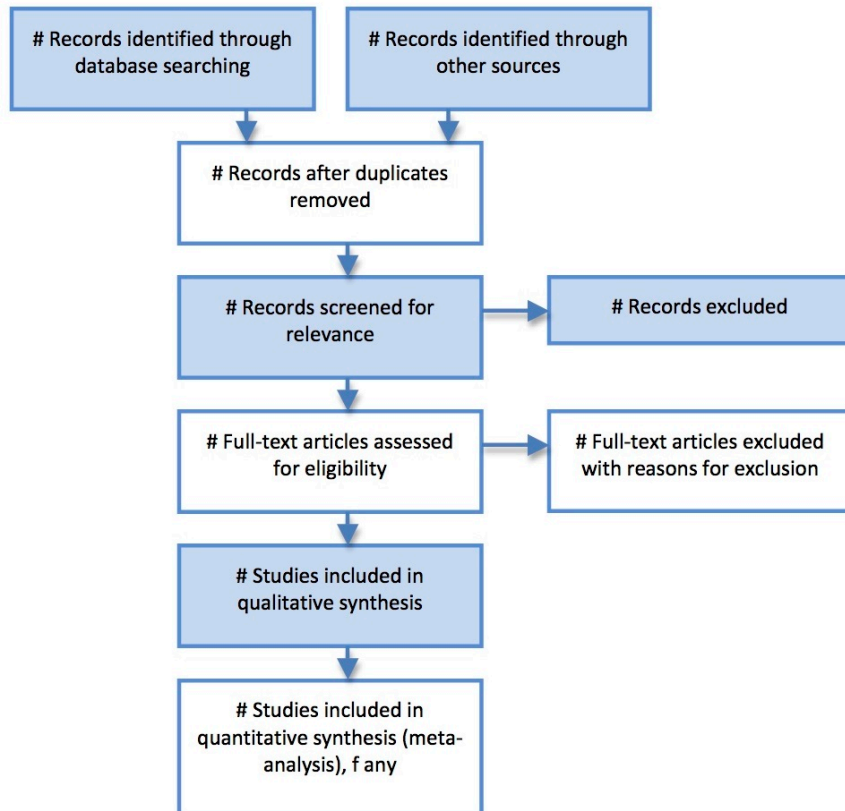 # Records identified through
database searching
# Records identified through
other sources
# Records after duplicates
removed
# Records screened for
relevance
# Records excluded
# Full-text articles assessed
for eligibility
# Full-text articles excluded
with reasons for exclusion
# Studies included in
qualitative synthesis
# Studies included in
quantitative synthesis (meta-
analysis), f any